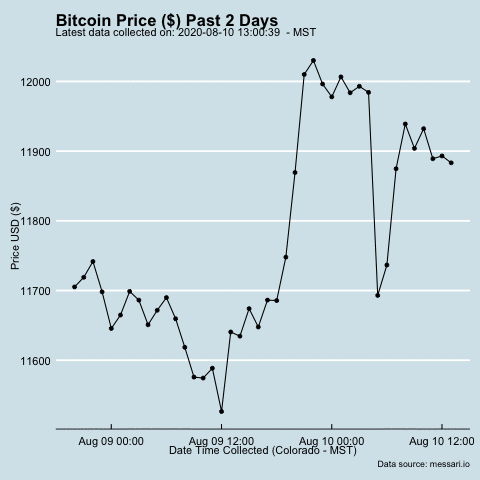 Bitcoin Price ($) Past 2 Days
Latest data collected on: 2020-08-10 13:00:39 - MST
12000
11900
11800
11700
11600
Price USD ($)
Aug 09 00:00 Aug 09 12:00 Aug 10 00:00 Aug 10 12:00
Date Time Collected (Colorado - MST)
Data source: messari.io